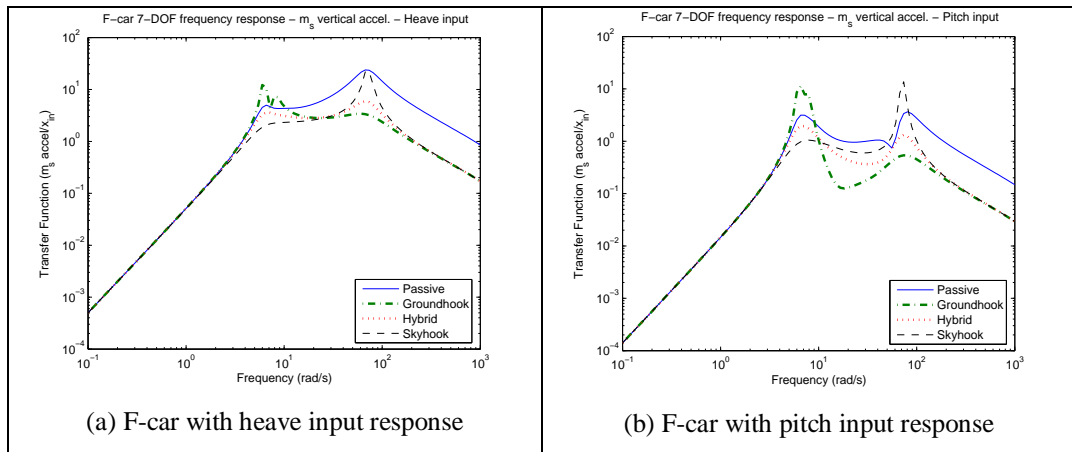 F-car 7-DOF frequency response - m_s vertical accel. - Heave input
Transfer Function (m_s accel/x_in)
10^2
10^1
10^0
10^-1
10^-2
10^-3
10^-4
Passive
Groundhook
Hybrid
Skyhook
10^-1 10^0 10^1 10^2 10^3
Frequency (rad/s)
(a) F-car with heave input response
F-car 7-DOF frequency response - m_s vertical accel. - Pitch input
Transfer Function (m_s accel/x_in)
10^2
10^1
10^0
10^-1
10^-2
10^-3
10^-4
Passive
Groundhook
Hybrid
Skyhook
10^-1 10^0 10^1 10^2 10^3
Frequency (rad/s)
(b) F-car with pitch input response